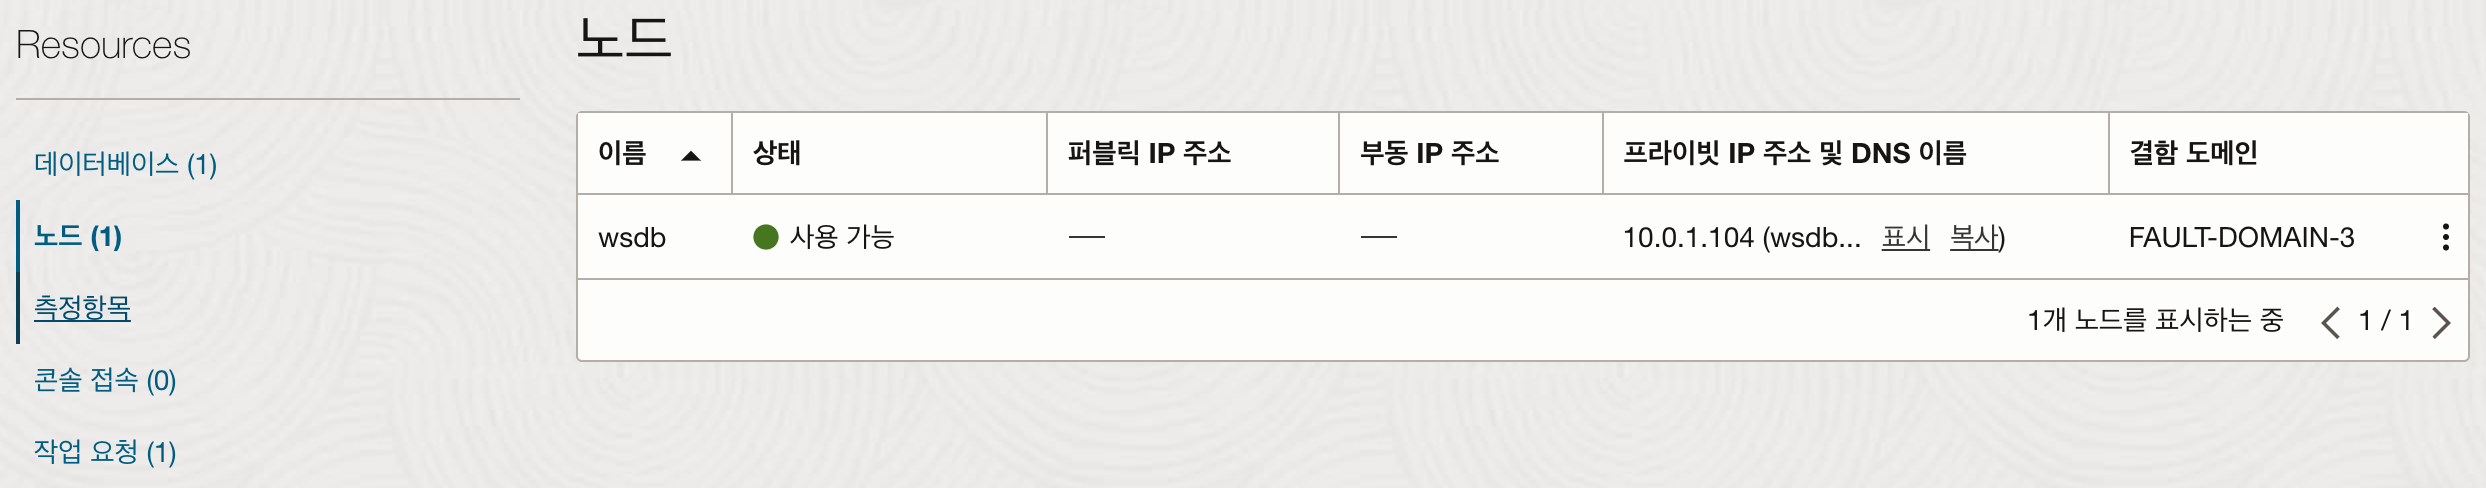 Resources
데이터베이스 (1)
노드 (1)
측정항목
콘솔 접속 (0)
작업 요청 (1)
노드
이름 상태 퍼블릭 IP 주소 부동 IP 주소 프라이빗 IP 주소 및 DNS 이름 결함 도메인
wsdb 사용 가능 — — 10.0.1.104 (wsdb... 표시 복사) FAULT-DOMAIN-3
1개 노드를 표시하는 중 1 / 1